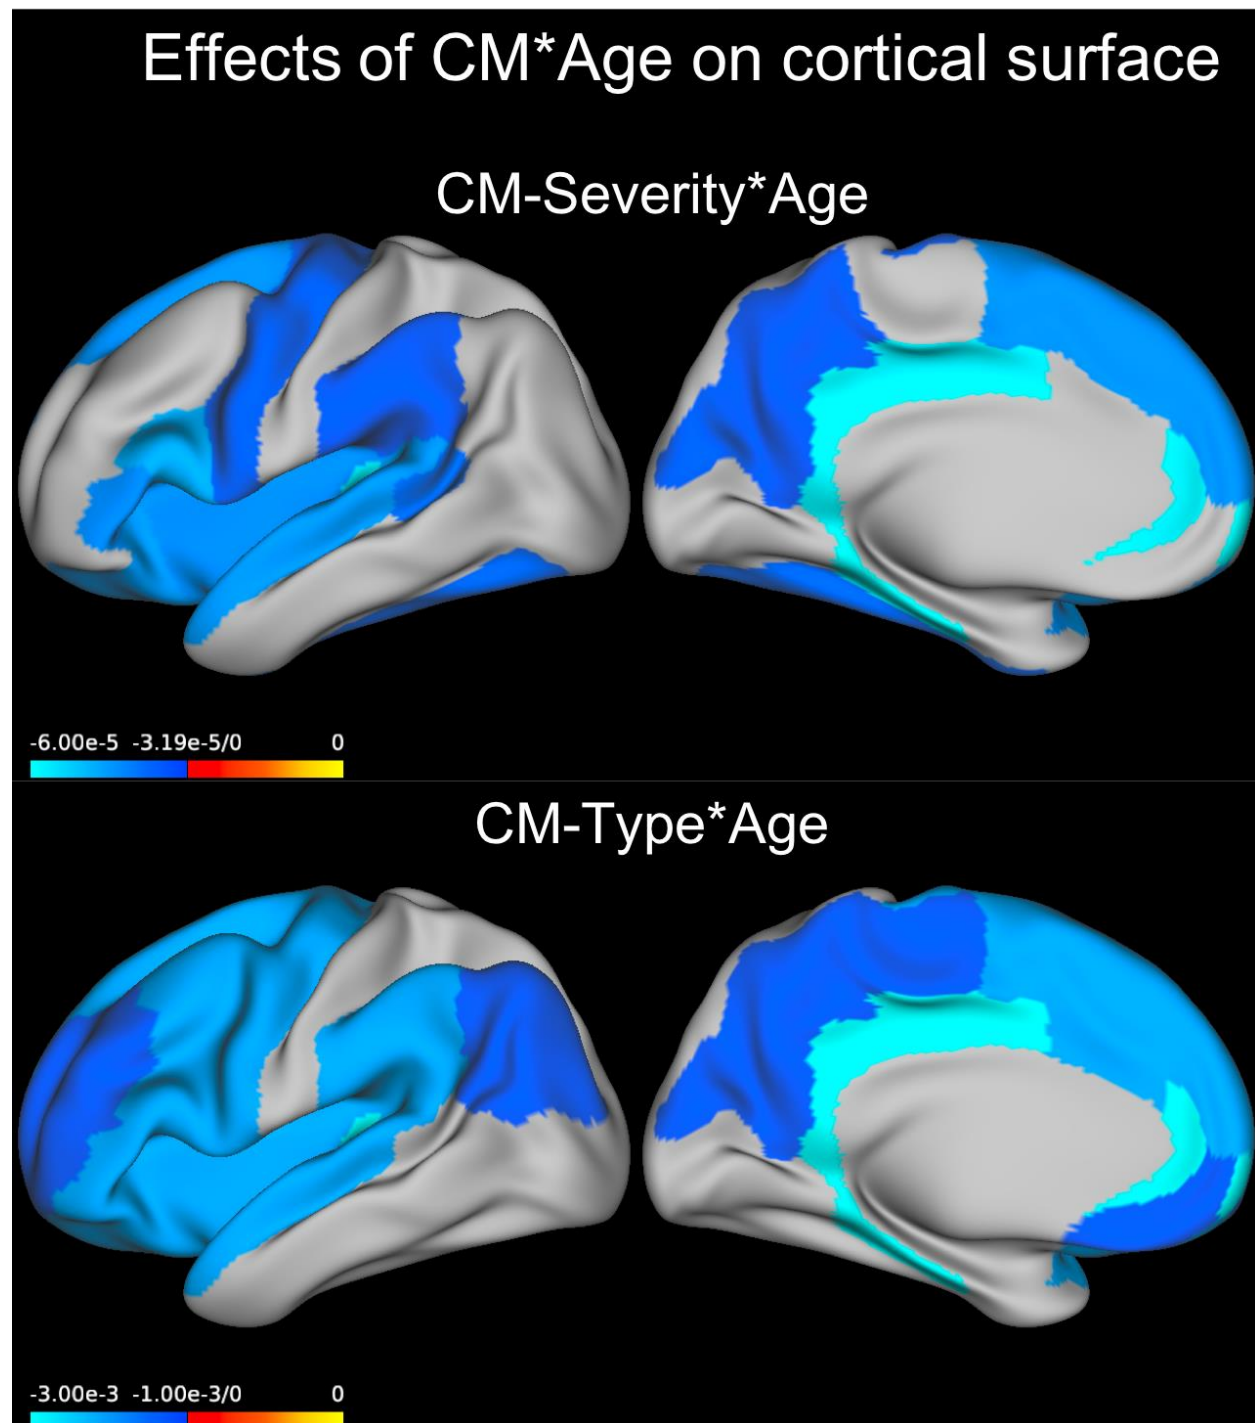 Effects of CM*Age on cortical surface
CM-Severity*Age
-6.00e-5 -3.19e-5/0 0
CM-Type*Age
-3.00e-3 -1.00e-3/0 0